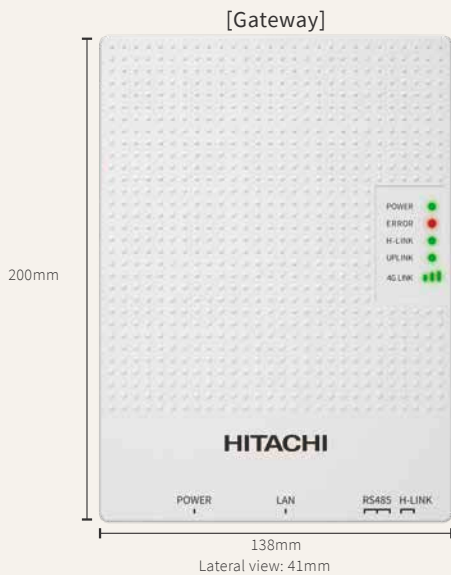 [Gateway]
POWER
ERROR
H-LINK
UPLINK
4G LINK
200mm
HITACHI
POWER LAN RS485 H-LINK
138mm
Lateral view: 41mm